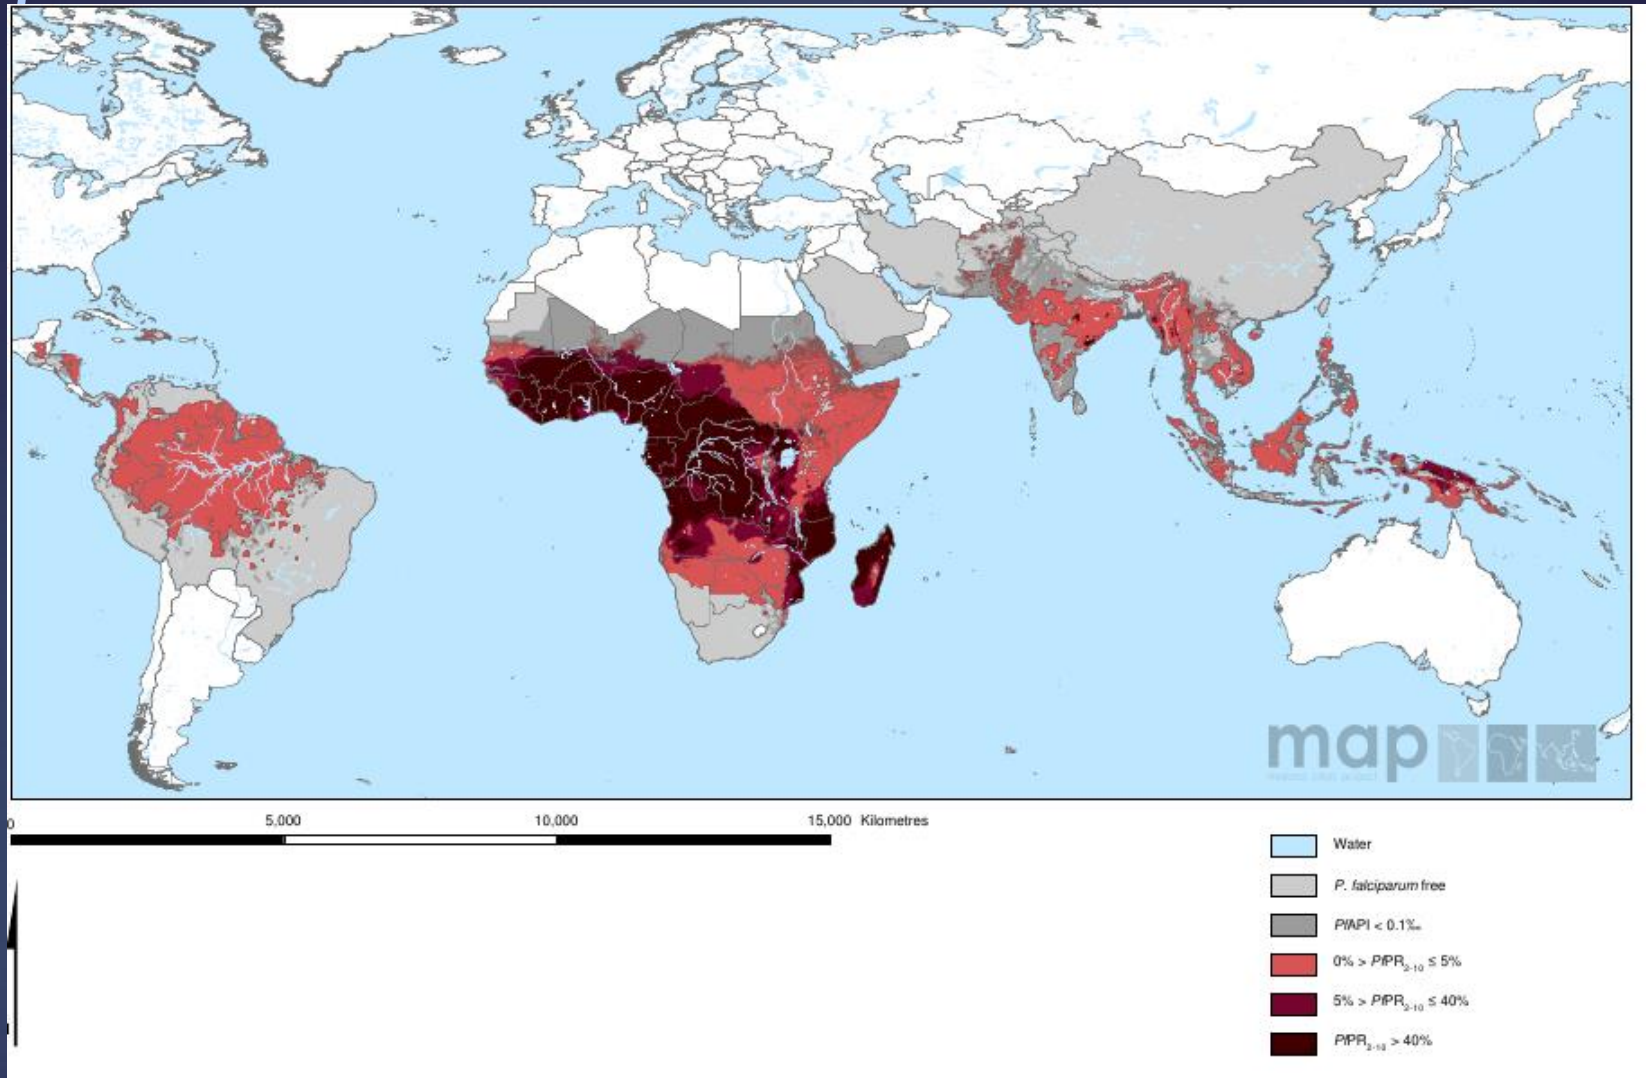 map
0 5,000 10,000 15,000 Kilometres
Water
P. falciparum free
PfAPI < 0.1‰
0% > PfPR2-10 ≤ 5%
5% > PfPR2-10 ≤ 40%
PfPR2-10 > 40%